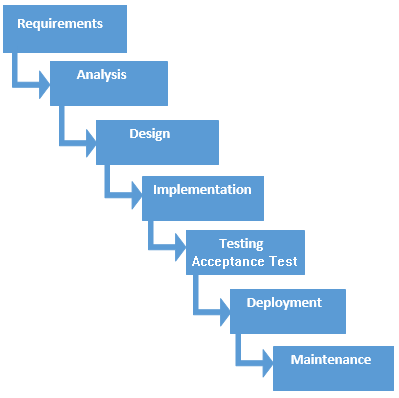 Requirements
Analysis
Design
Implementation
Testing
Acceptance Test
Deployment
Maintenance